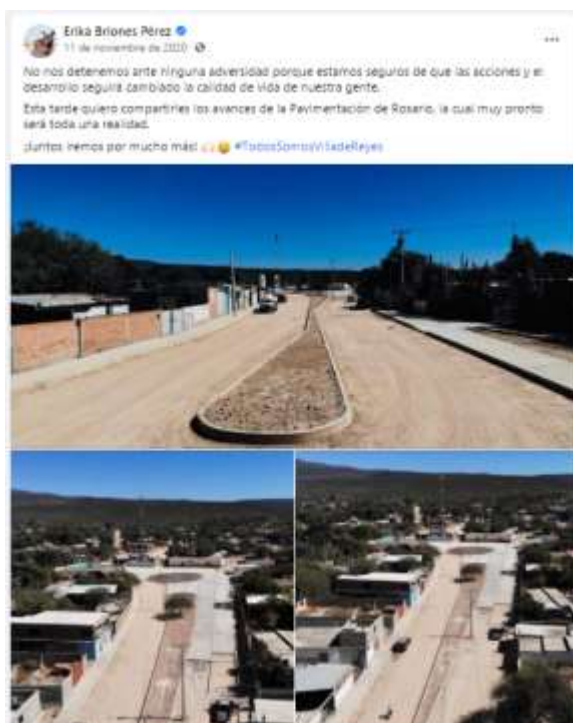 Erika Briones Pérez
11 de noviembre de 2020
No nos detenemos ante ninguna adversidad porque estamos seguros de que las acciones y el
desarrollo seguirá cambiado la calidad de vida de nuestra gente.
Esta tarde quiero compartirles los avances de la Pavimentación de Rosario, la cual muy pronto
será toda una realidad.
¡Juntos iremos por mucho más! 🙌🏻😄 #TodosSomosVilladeReyes